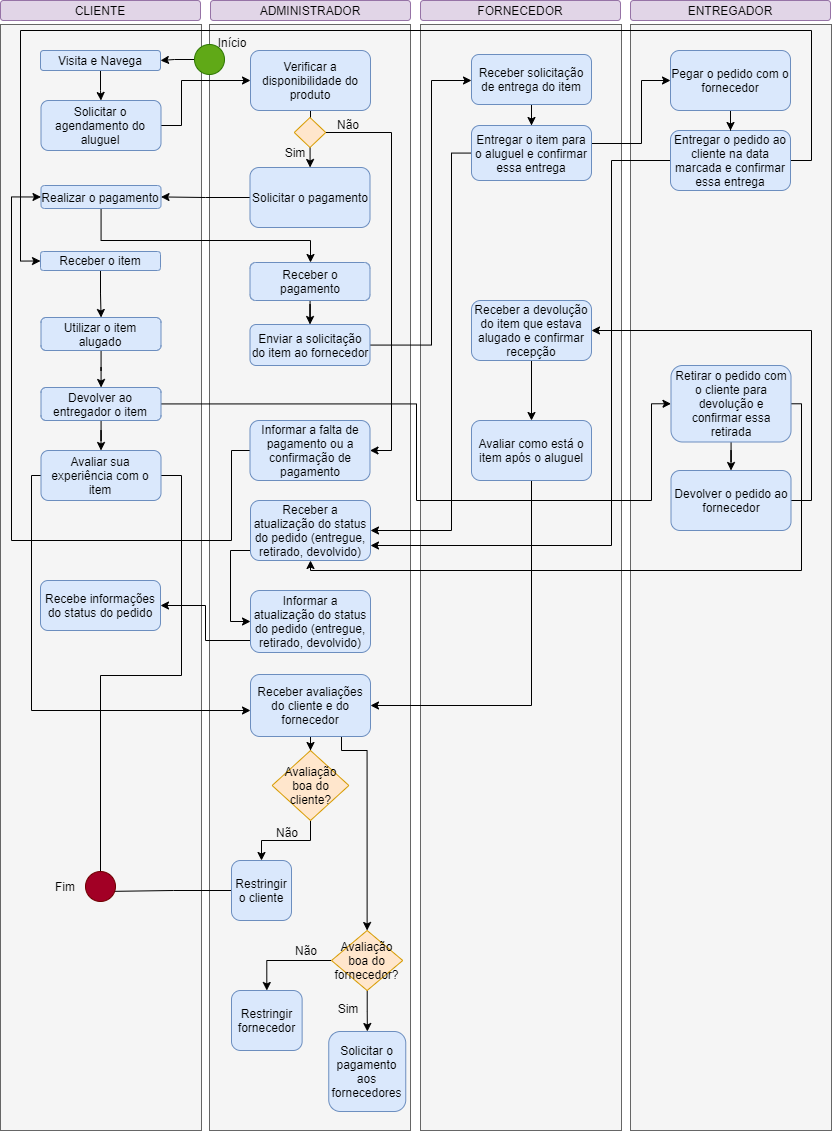 CLIENTE
ADMINISTRADOR
FORNECEDOR
ENTREGADOR
Início
Visita e Navega
Solicitar o
agendamento do
aluguel
Realizar o pagamento
Receber o item
Utilizar o item
alugado
Devolver ao
entregador o item
Avaliar sua
experiência com o
item
Recebe informações
do status do pedido
Fim
Verificar a
disponibilidade do
produto
Não
Sim
Solicitar o pagamento
Receber o
pagamento
Enviar a solicitação
do item ao fornecedor
Informar a falta de
pagamento ou a
confirmação de
pagamento
Receber a
atualização do status
do pedido (entregue,
retirado, devolvido)
Informar a
atualização do status
do pedido (entregue,
retirado, devolvido)
Receber avaliações
do cliente e do
fornecedor
Avaliação
boa do
cliente?
Não
Restringir
o cliente
Avaliação
boa do
fornecedor?
Não
Sim
Restringir
fornecedor
Solicitar o
pagamento
aos
fornecedores
Receber solicitação
de entrega do item
Entregar o item para
o aluguel e confirmar
essa entrega
Receber a devolução
do item que estava
alugado e confirmar
recepção
Avaliar como está o
item após o aluguel
Pegar o pedido com o
fornecedor
Entregar o pedido ao
cliente na data
marcada e confirmar
essa entrega
Retirar o pedido com
o cliente para
devolução e
confirmar essa
retirada
Devolver o pedido ao
fornecedor